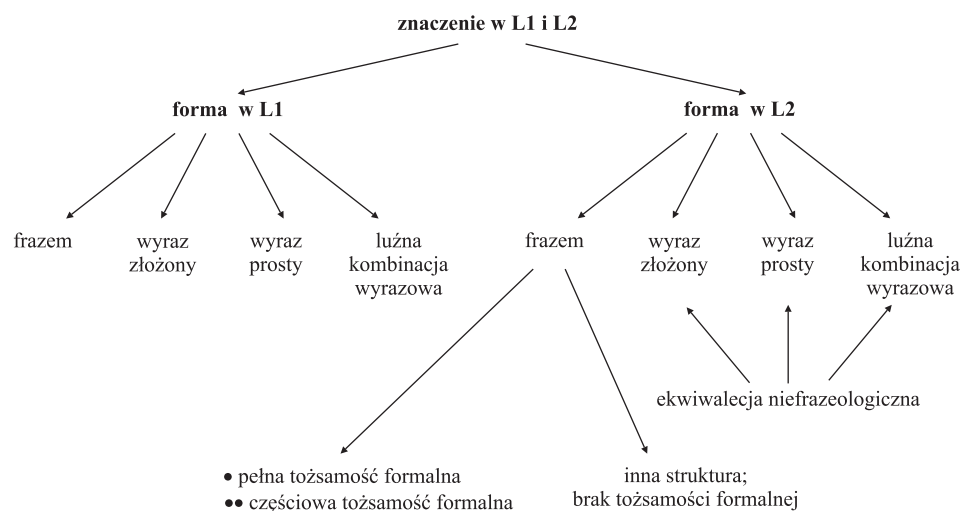 znaczenie w L1 i L2
forma w L1
forma w L2
frazem
wyraz
złożony
wyraz
prosty
luźna
kombinacja
wyrazowa
frazem
wyraz
złożony
wyraz
prosty
luźna
kombinacja
wyrazowa
ekwiwalecja niefrazeologiczna
• pełna tożsamość formalna
•• częściowa tożsamość formalna
inna struktura;
brak tożsamości formalnej